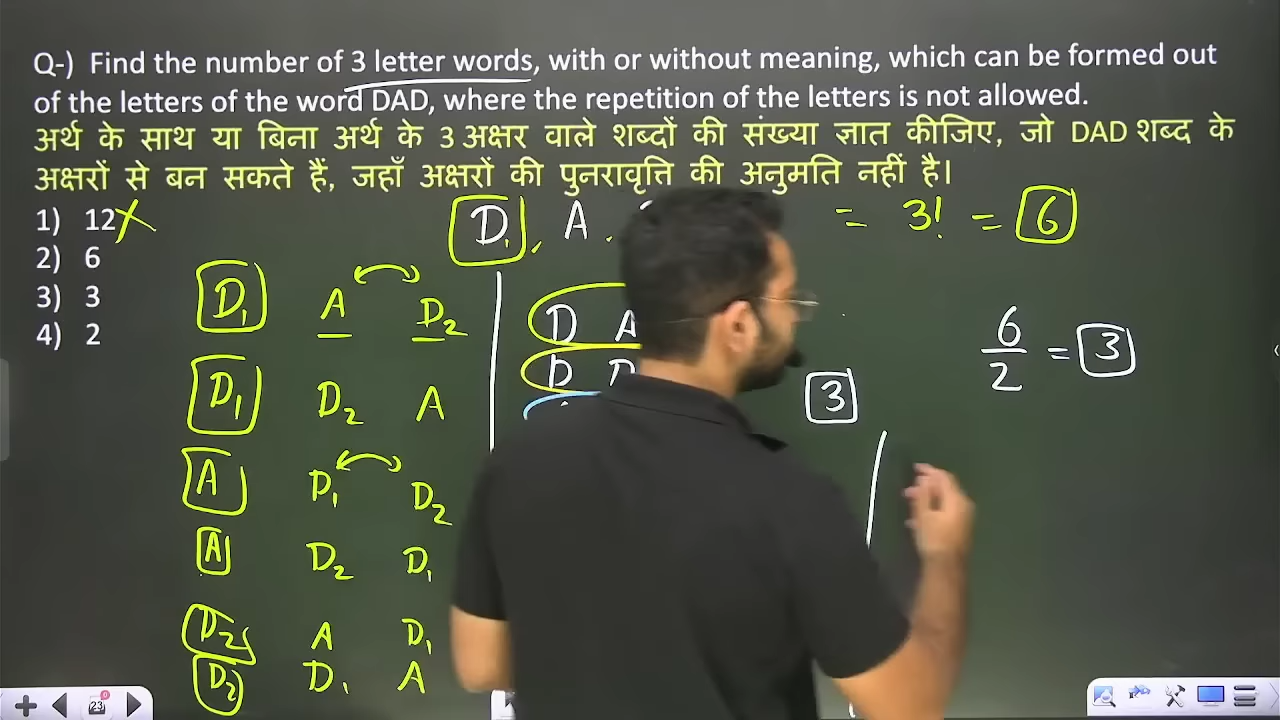 Q-) Find the number of 3 letter words, with or without meaning, which can be formed out
of the letters of the word DAD, where the repetition of the letters is not allowed.
अर्थ के साथ या बिना अर्थ के 3 अक्षर वाले शब्दों की संख्या ज्ञात कीजिए, जो DAD शब्द के
अक्षरों से बन सकते हैं, जहाँ अक्षरों की पुनरावृत्ति की अनुमति नहीं है।
1) 12
2) 6
3) 3
4) 2
D₁, A . = 3! = 6
D₁ A D₂
D₁ D₂ A
A D₁ D₂
A D₂ D₁
D₂ A D₁
D₂ D₁ A
D A
D D
3
6/2 = 3
23